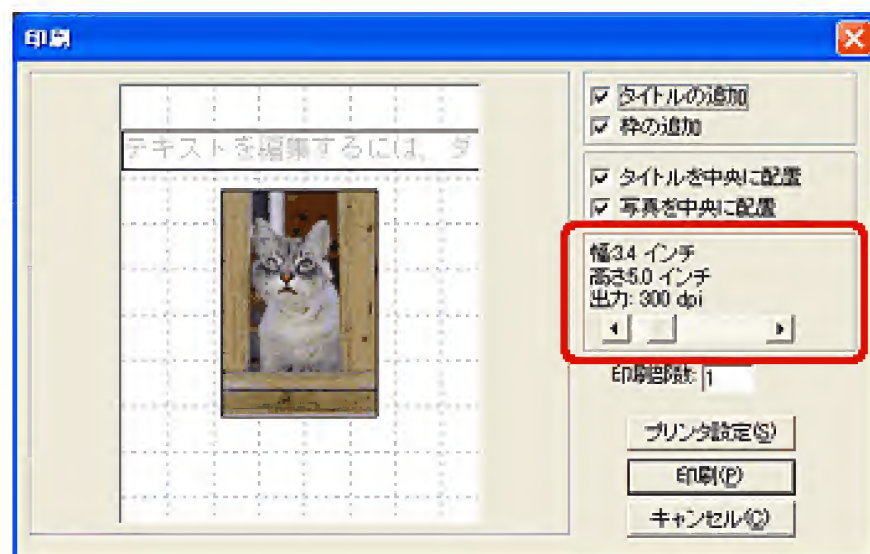 印刷
テキストを編集するには、ダ
タイトルの追加
枠の追加
タイトルを中央に配置
写真を中央に配置
幅:3.4 インチ
高さ5.0 インチ
出力: 300 dpi
印刷部数: 1
プリンタ設定(S)
印刷(P)
キャンセル(C)